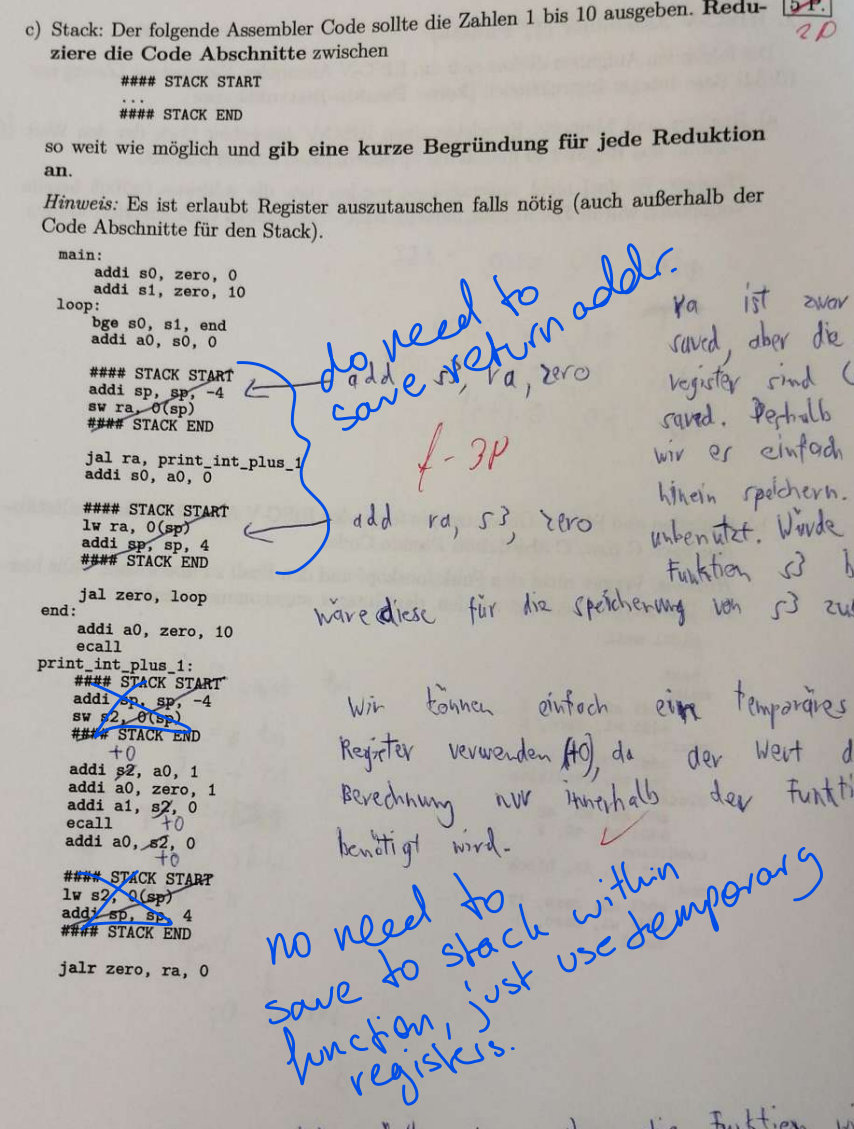 c) Stack: Der folgende Assembler Code sollte die Zahlen 1 bis 10 ausgeben. Redu- 5 P.
ziere die Code Abschnitte zwischen
2P
#### STACK START
...
#### STACK END
so weit wie möglich und gib eine kurze Begründung für jede Reduktion
an.
Hinweis: Es ist erlaubt Register auszutauschen falls nötig (auch außerhalb der
Code Abschnitte für den Stack).
main:
addi s0, zero, 0
addi s1, zero, 10
loop:
bge s0, s1, end
addi a0, s0, 0
#### STACK START
addi sp, sp, -4
sw ra, 0(sp)
#### STACK END
jal ra, print_int_plus_1
addi s0, a0, 0
#### STACK START
lw ra, 0(sp)
addi sp, sp, 4
#### STACK END
jal zero, loop
end:
addi a0, zero, 10
ecall
print_int_plus_1:
#### STACK START
addi sp, sp, -4
sw s2, 0(sp)
#### STACK END
t0
addi s2, a0, 1
addi a0, zero, 1
addi a1, s2, 0
ecall t0
addi a0, s2, 0
t0
#### STACK START
lw s2, 0(sp)
addi sp, sp, 4
#### STACK END
jalr zero, ra, 0
do need to
save return addr.
add s3, ra, zero
f -3P
add ra, s3, zero
ra ist zwar
saved, aber die
register sind
saved. Deshalb
wir es einfach
hinein speichern.
unbenutzt. Würde
Funktion s3
wäre diese für die speicherung von s3
Wir können einfach ein temporäres
Register verwenden (t0), da der Wert
Berechnung nur innerhalb der
benötigt wird.
no need to
save to stack within
function, just use temporary
registers.
die Funktion